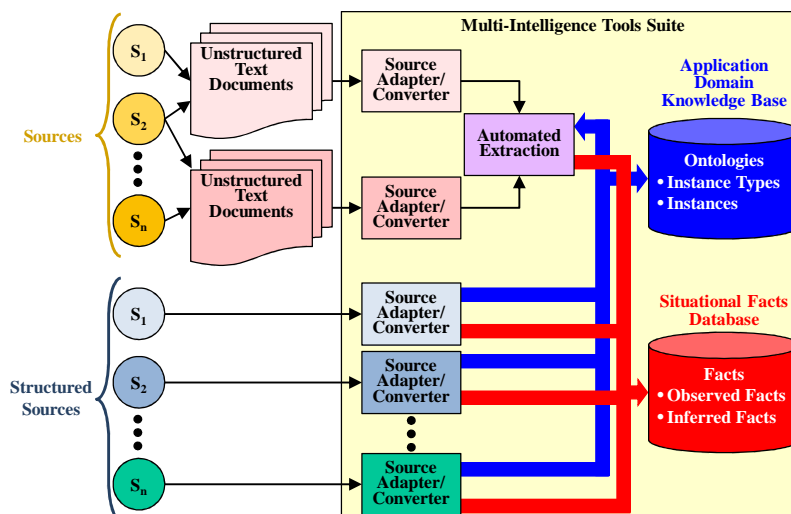 Multi-Intelligence Tools Suite
Sources
S1
S2
Sn
Unstructured
Text
Documents
Unstructured
Text
Documents
Source
Adapter/
Converter
Source
Adapter/
Converter
Automated
Extraction
Application
Domain
Knowledge Base
Ontologies
• Instance Types
• Instances
Structured
Sources
S1
S2
Sn
Source
Adapter/
Converter
Source
Adapter/
Converter
Source
Adapter/
Converter
Situational Facts
Database
Facts
• Observed Facts
• Inferred Facts